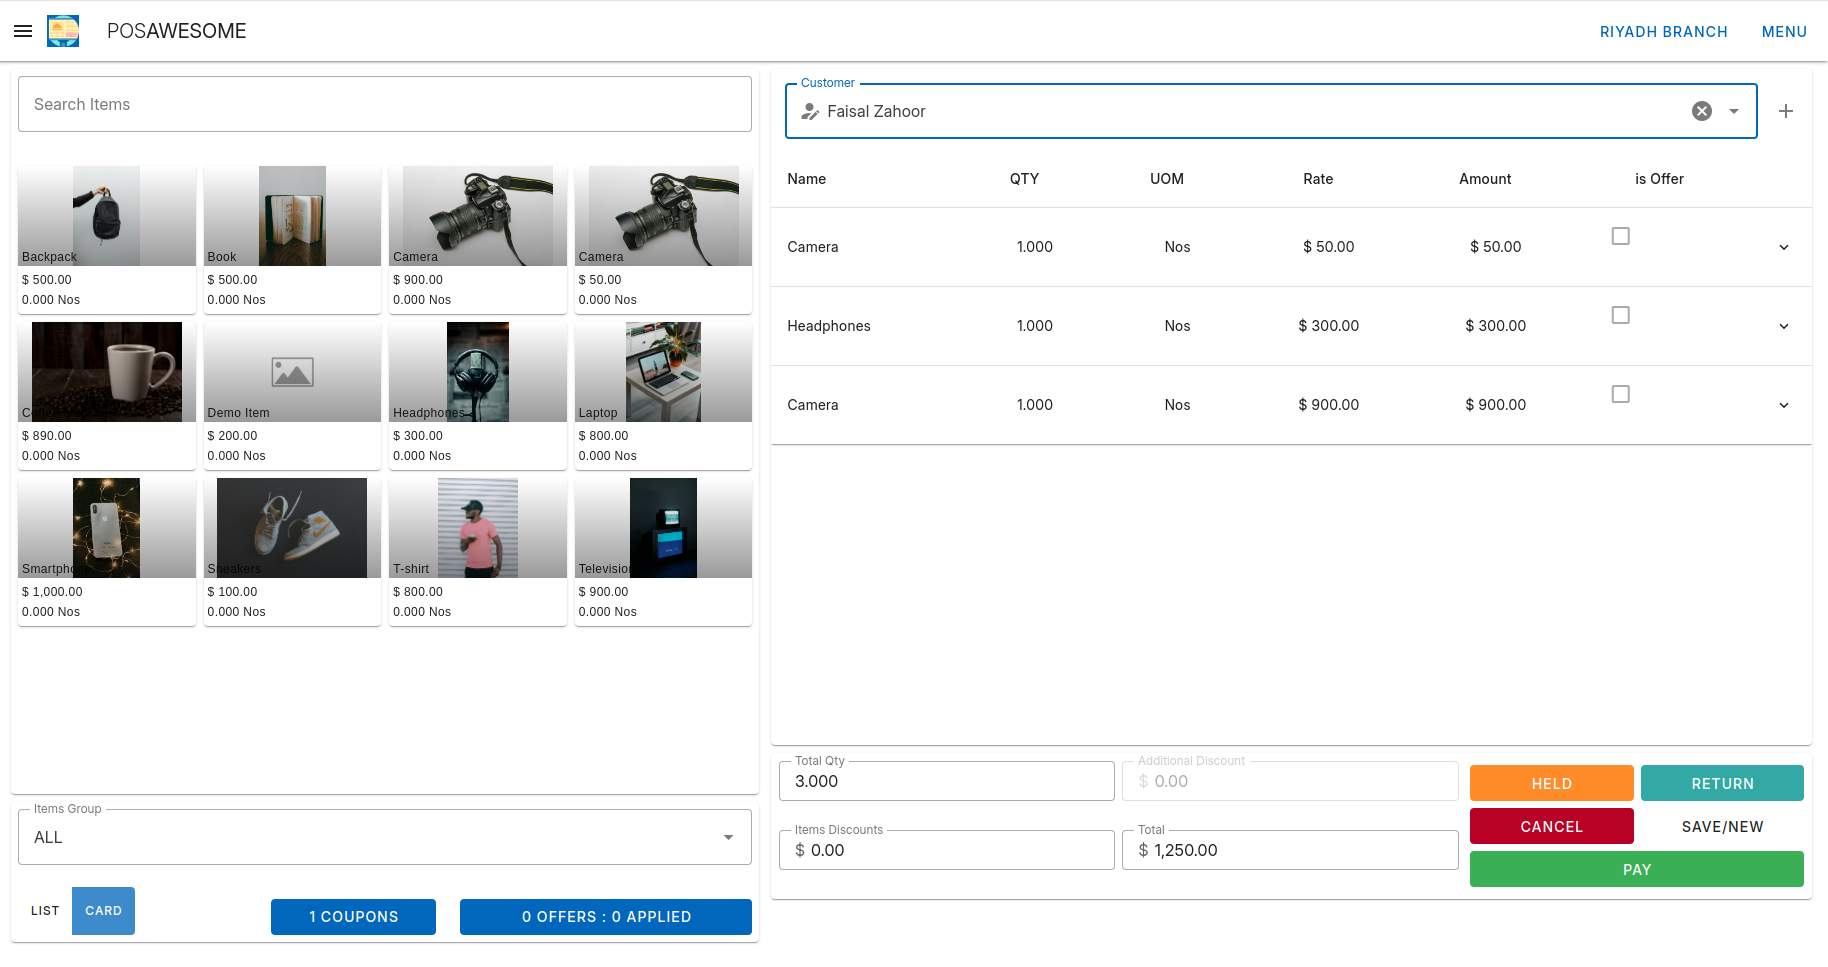 POSAWESOME
RIYADH BRANCH
MENU
Search Items
Backpack
$ 500.00
0.000 Nos
Book
$ 500.00
0.000 Nos
Camera
$ 900.00
0.000 Nos
Camera
$ 50.00
0.000 Nos
$ 890.00
0.000 Nos
Demo Item
$ 200.00
0.000 Nos
Headphones
$ 300.00
0.000 Nos
Laptop
$ 800.00
0.000 Nos
Smartphone
$ 1,000.00
0.000 Nos
Sneakers
$ 100.00
0.000 Nos
T-shirt
$ 800.00
0.000 Nos
Television
$ 900.00
0.000 Nos
Items Group
ALL
LIST
CARD
1 COUPONS
0 OFFERS : 0 APPLIED
Customer
Faisal Zahoor
Name QTY UOM Rate Amount is Offer
Camera 1.000 Nos $ 50.00 $ 50.00
Headphones 1.000 Nos $ 300.00 $ 300.00
Camera 1.000 Nos $ 900.00 $ 900.00
Total Qty
3.000
Additional Discount
$ 0.00
Items Discounts
$ 0.00
Total
$ 1,250.00
HELD
RETURN
CANCEL
SAVE/NEW
PAY